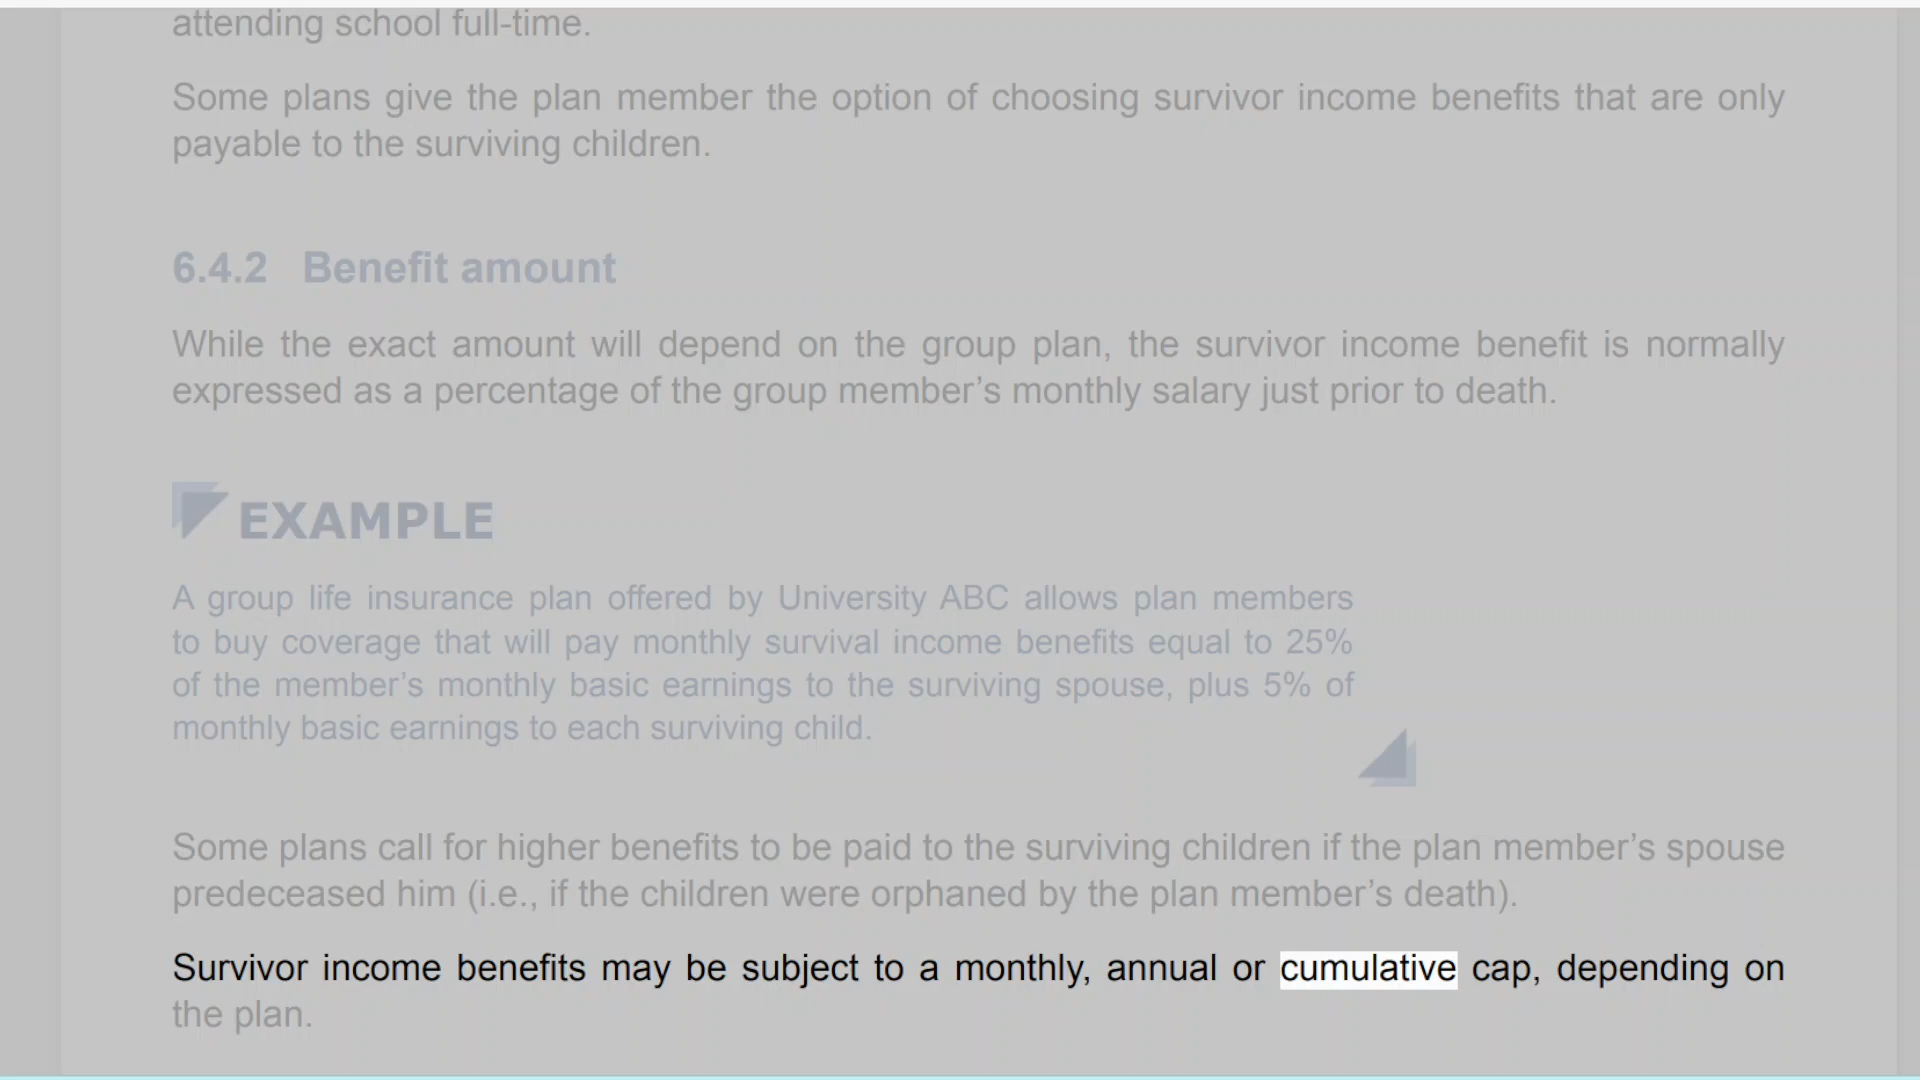 attending school full-time.
Some plans give the plan member the option of choosing survivor income benefits that are only
payable to the surviving children.
6.4.2 Benefit amount
While the exact amount will depend on the group plan, the survivor income benefit is normally
expressed as a percentage of the group member’s monthly salary just prior to death.
EXAMPLE
A group life insurance plan offered by University ABC allows plan members
to buy coverage that will pay monthly survival income benefits equal to 25%
of the member’s monthly basic earnings to the surviving spouse, plus 5% of
monthly basic earnings to each surviving child.
Some plans call for higher benefits to be paid to the surviving children if the plan member’s spouse
predeceased him (i.e., if the children were orphaned by the plan member’s death).
Survivor income benefits may be subject to a monthly, annual or cumulative cap, depending on
the plan.